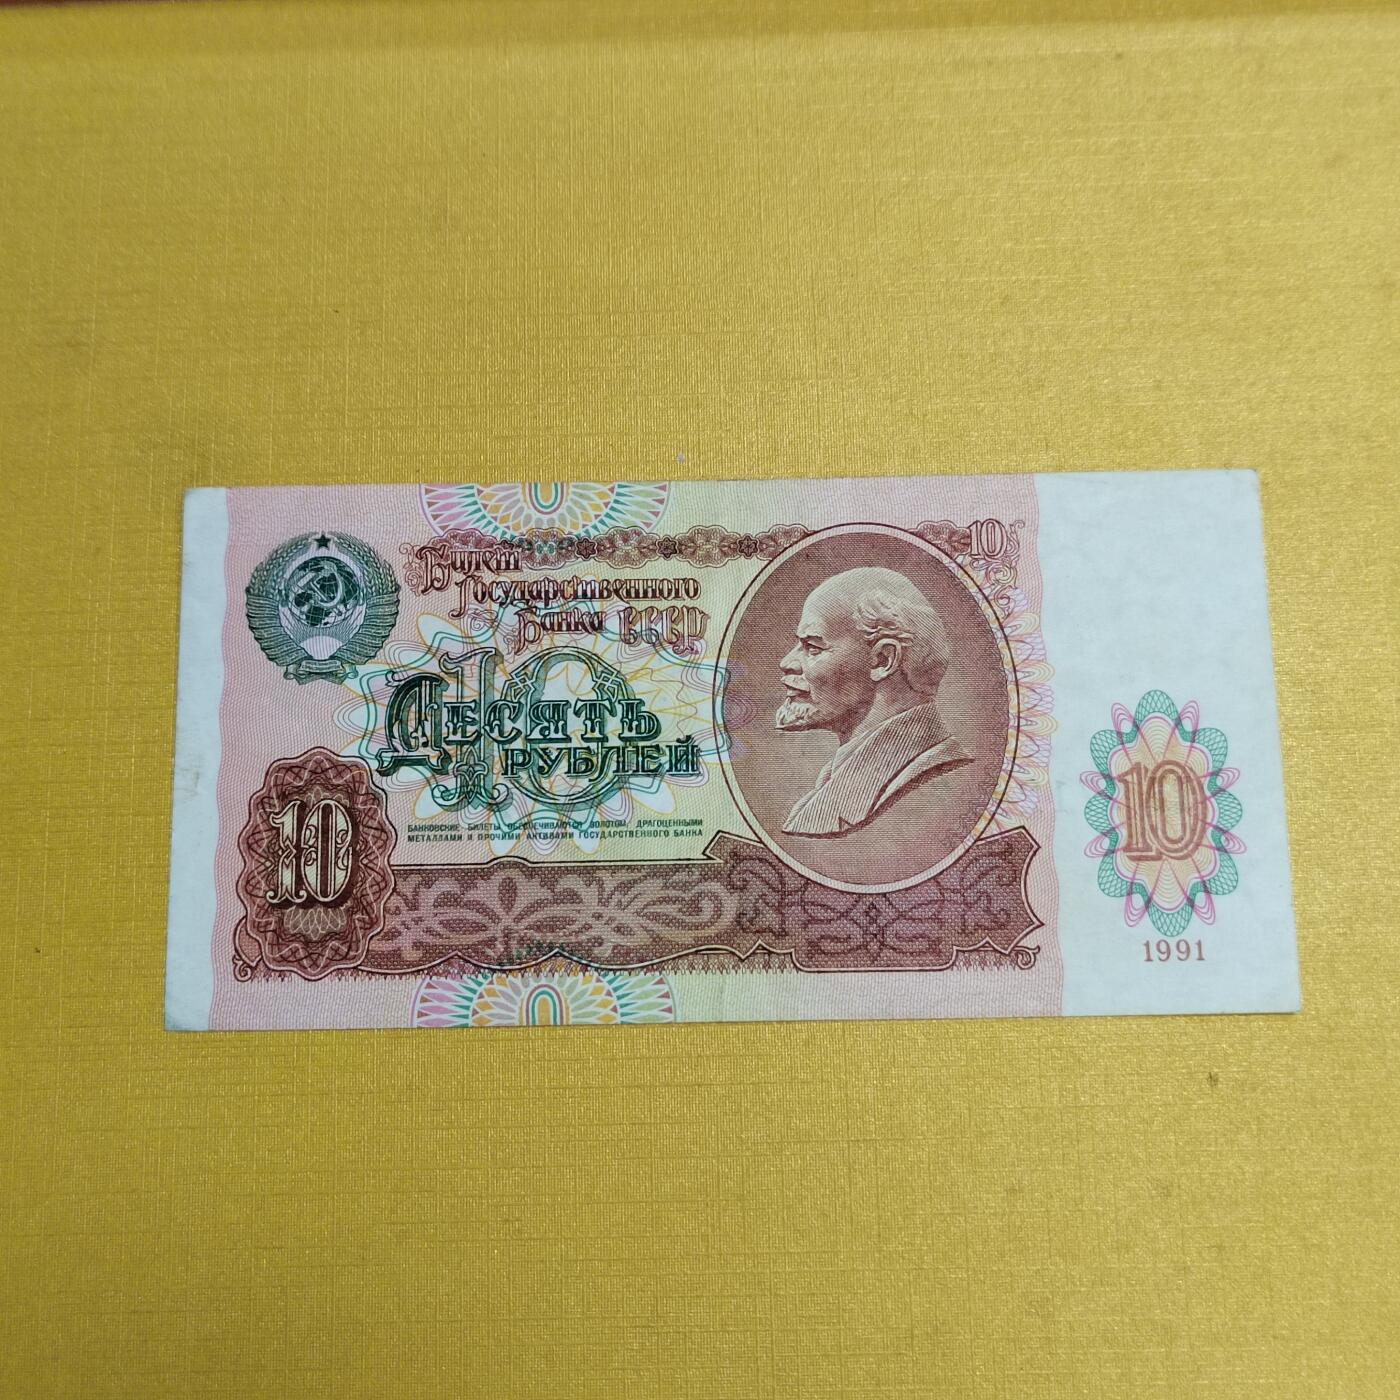 Билет
Государственного
Банка СССР
10
10
Десять
рублей
БАНКОВСКИЕ БИЛЕТЫ ОБЕСПЕЧИВАЮТСЯ ЗОЛОТОМ, ДРАГОЦЕННЫМИ
МЕТАЛЛАМИ И ПРОЧИМИ АКТИВАМИ ГОСУДАРСТВЕННОГО БАНКА
10
10
1991